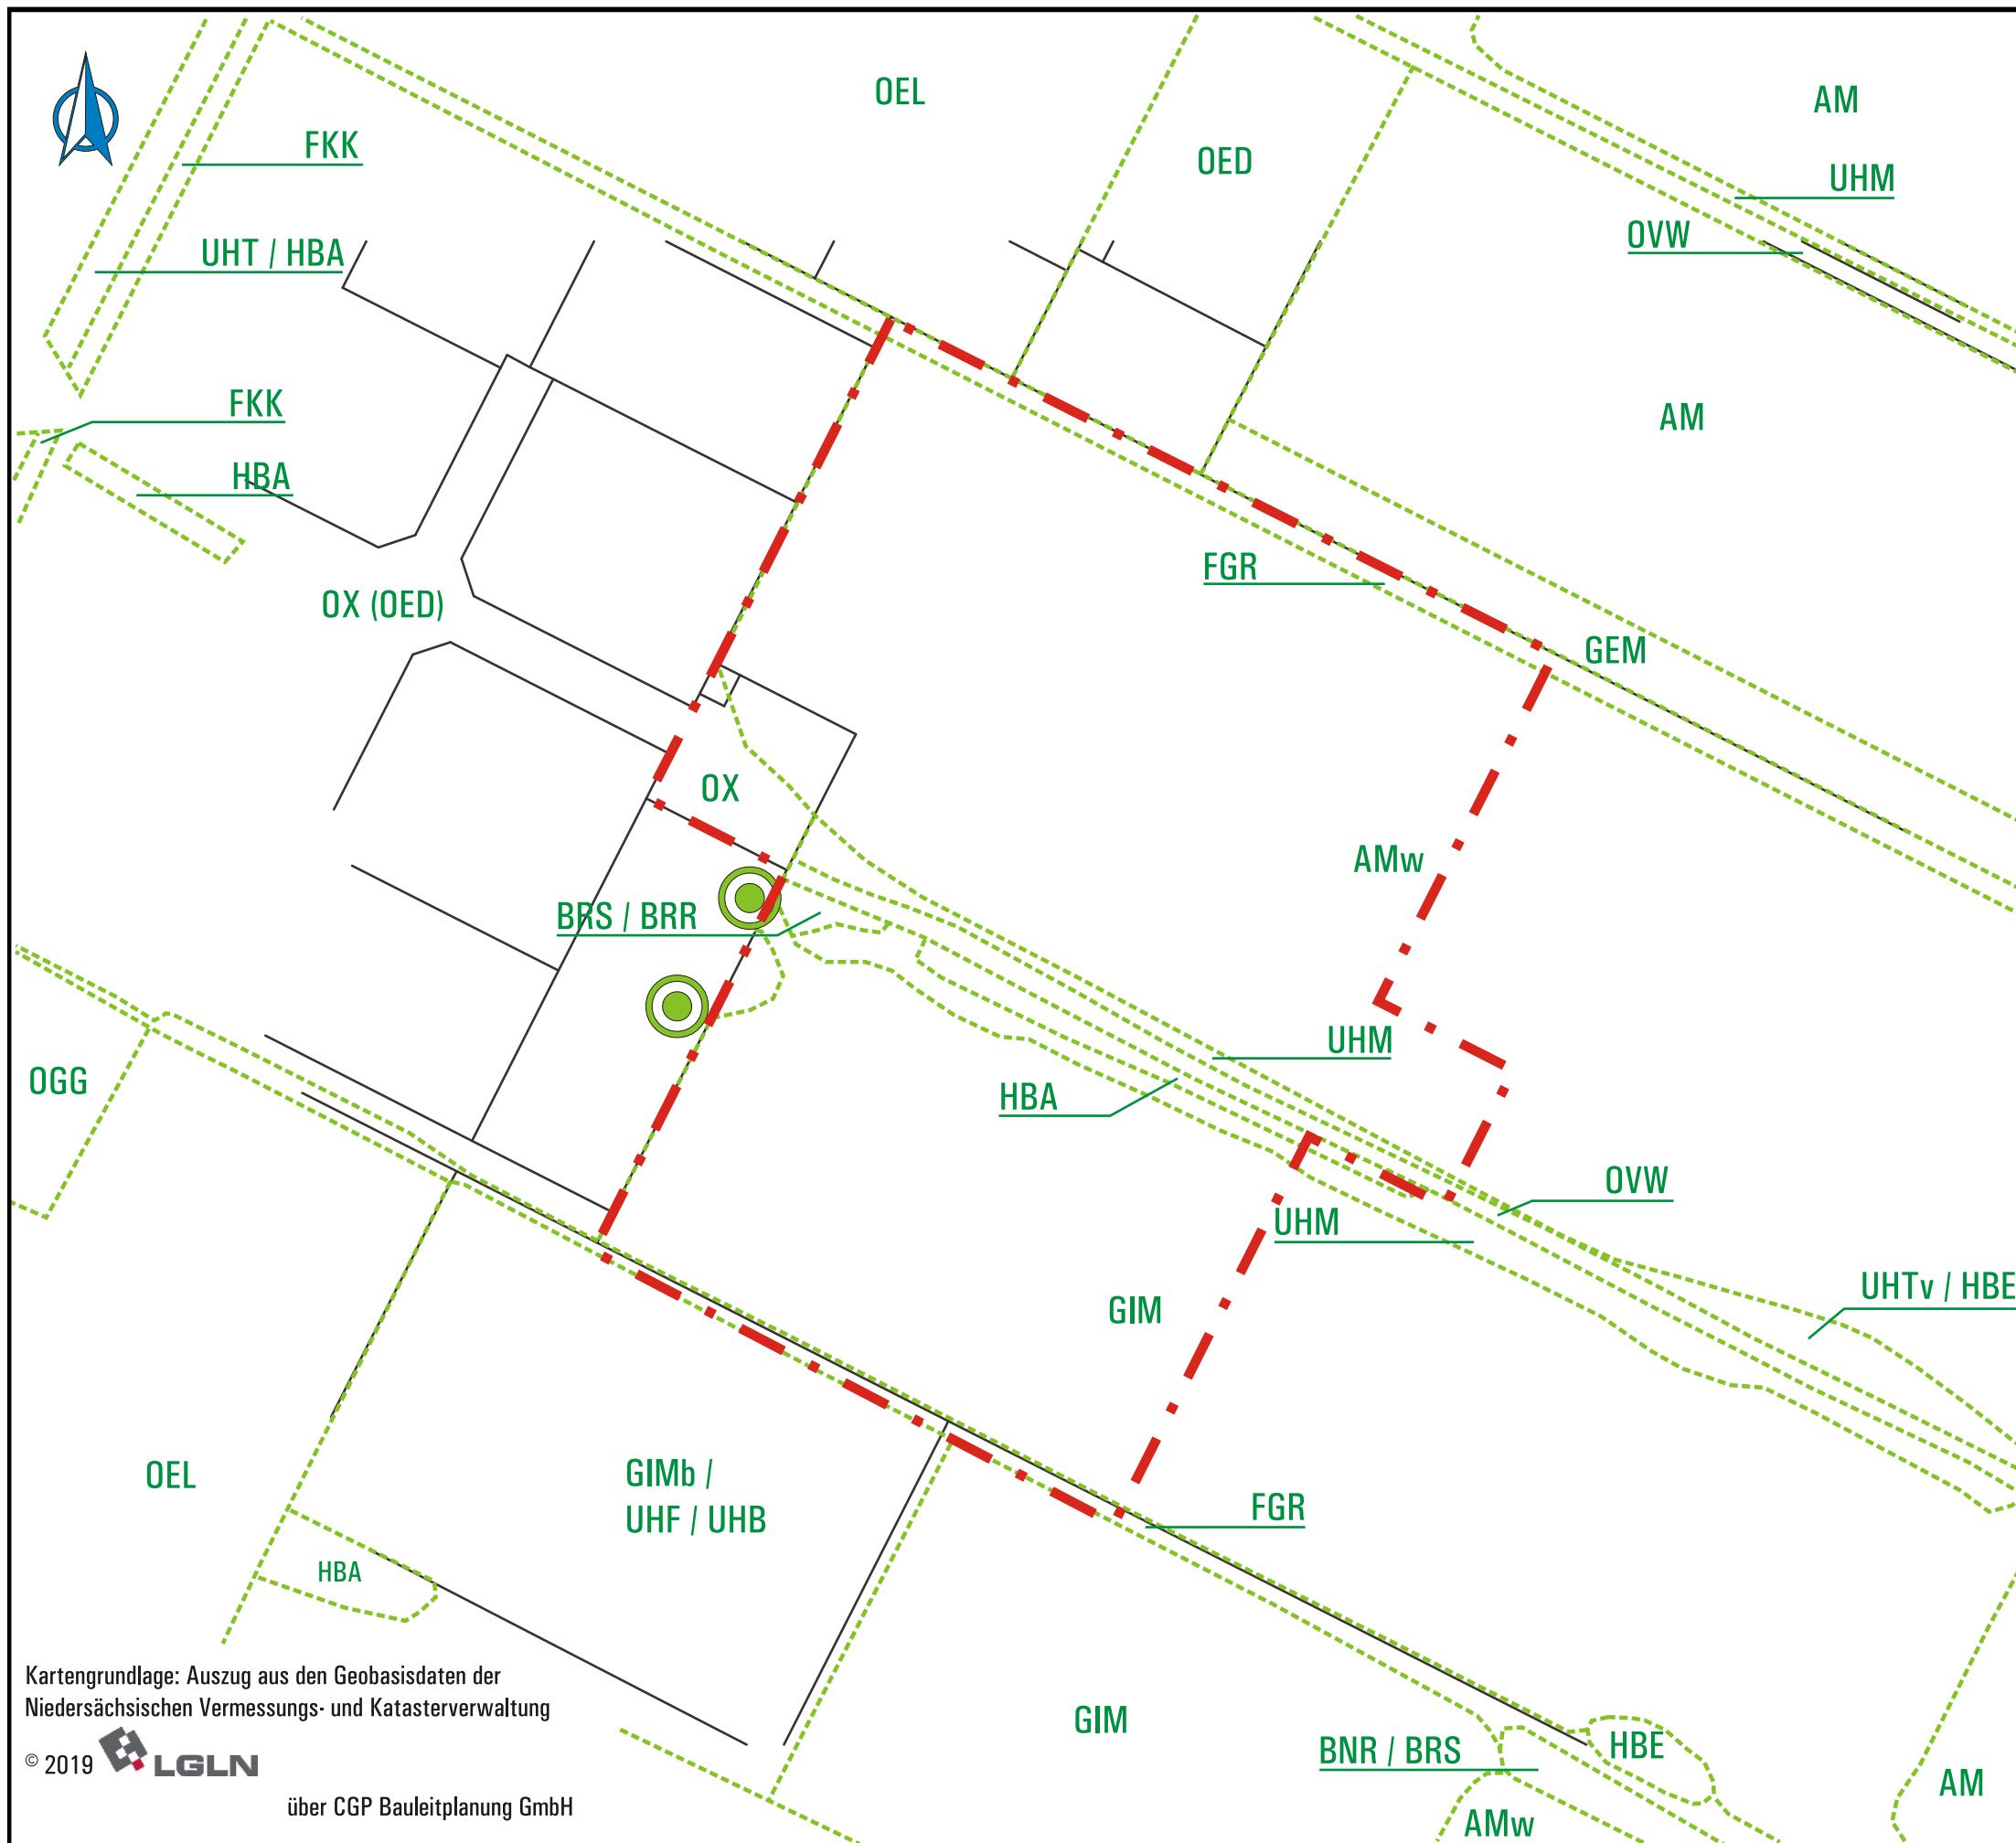 OEL
AM
FKK
OED
UHM
OVW
UHT / HBA
FKK
AM
HBA
FGR
OX (OED)
GEM
OX
AMw
BRS / BRR
UHM
OGG
HBA
OVW
UHM
UHTv / HBE
GIM
OEL
GIMb /
UHF / UHB
FGR
HBA
Kartengrundlage: Auszug aus den Geobasisdaten der
Niedersächsischen Vermessungs- und Katasterverwaltung
© 2019 LGLN
über CGP Bauleitplanung GmbH
GIM
BNR / BRS
HBE
AM
AMw